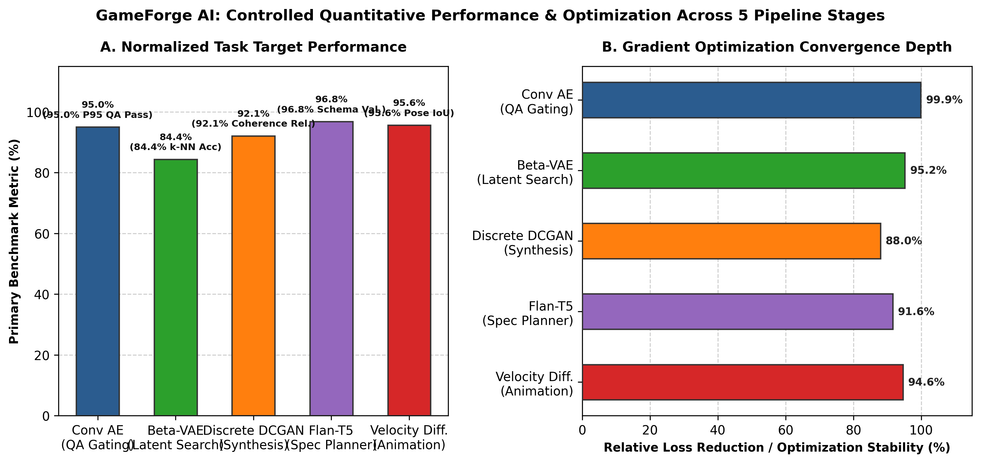 GameForge AI: Controlled Quantitative Performance & Optimization Across 5 Pipeline Stages
A. Normalized Task Target Performance
Primary Benchmark Metric (%)
100
80
60
40
20
0
95.0%
(95.0% P95 QA Pass)
84.4%
(84.4% k-NN Acc)
92.1%
(92.1% Coherence Rel.)
96.8%
(96.8% Schema Val.)
95.6%
(95.6% Pose IoU)
Conv AE
(QA Gating)
Beta-VAE
(Latent Search)
Discrete DCGAN
(Synthesis)
Flan-T5
(Spec Planner)
Velocity Diff.
(Animation)
B. Gradient Optimization Convergence Depth
Conv AE
(QA Gating)
99.9%
Beta-VAE
(Latent Search)
95.2%
Discrete DCGAN
(Synthesis)
88.0%
Flan-T5
(Spec Planner)
91.6%
Velocity Diff.
(Animation)
94.6%
0 20 40 60 80 100
Relative Loss Reduction / Optimization Stability (%)